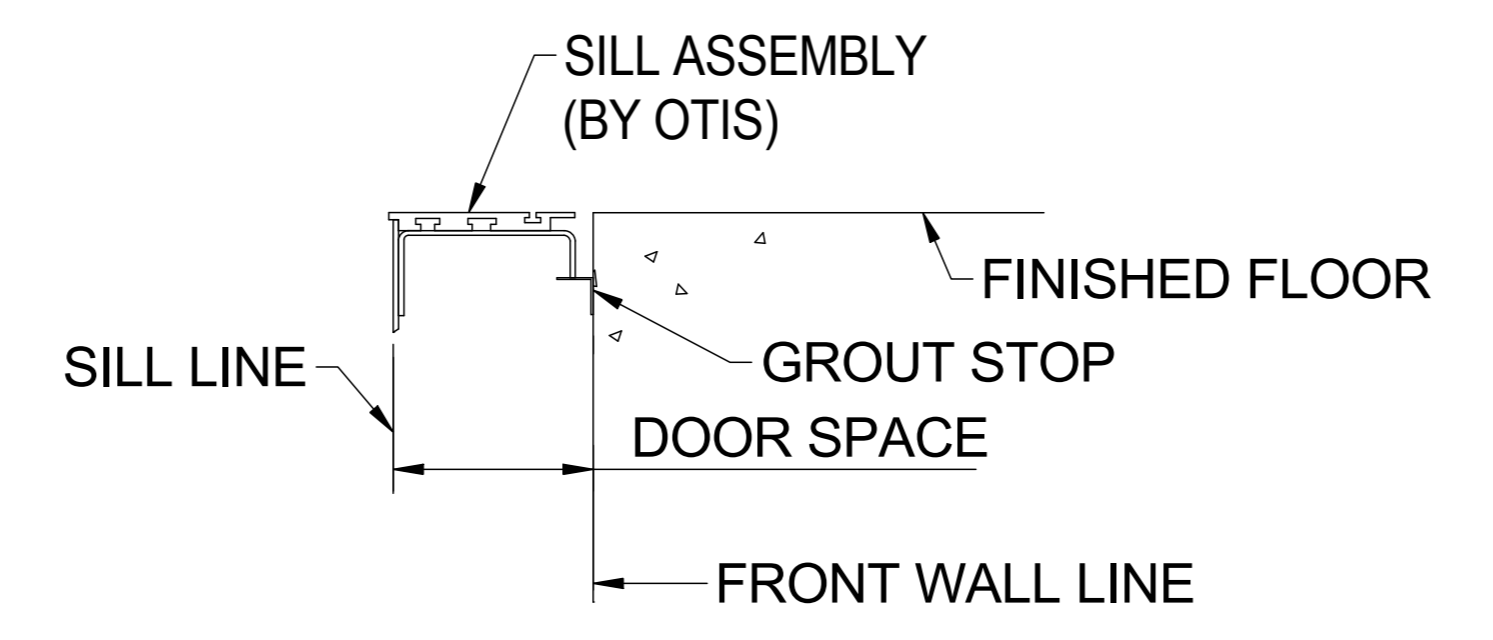 SILL ASSEMBLY
(BY OTIS)
FINISHED FLOOR
SILL LINE
GROUT STOP
DOOR SPACE
FRONT WALL LINE